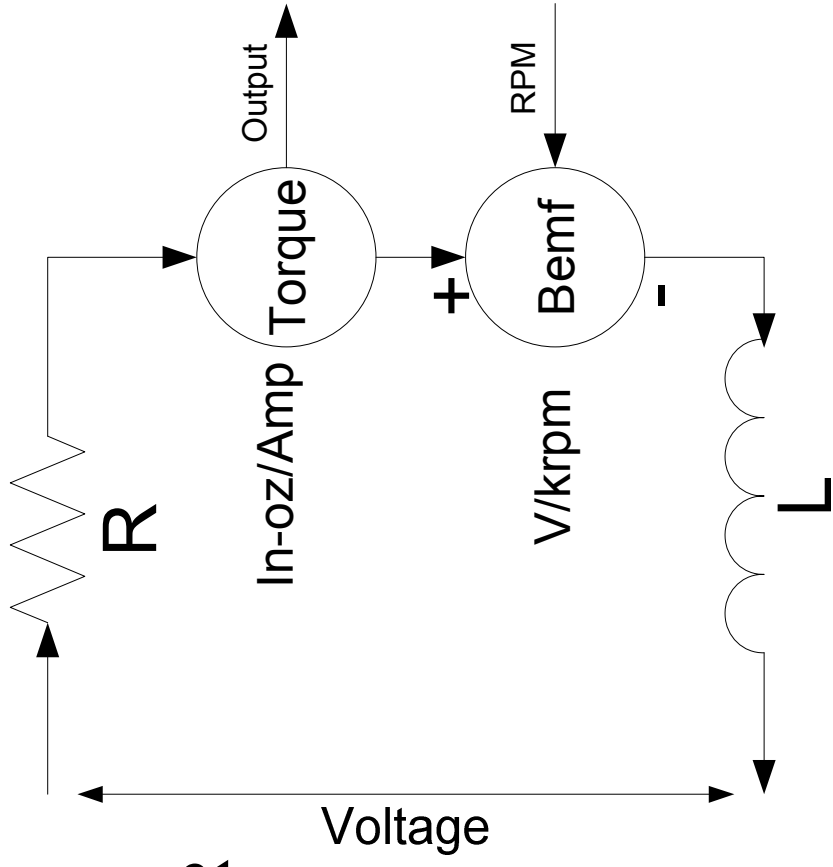 Output
RPM
Torque
Bemf
+
-
In-oz/Amp
V/krpm
R
L
Voltage